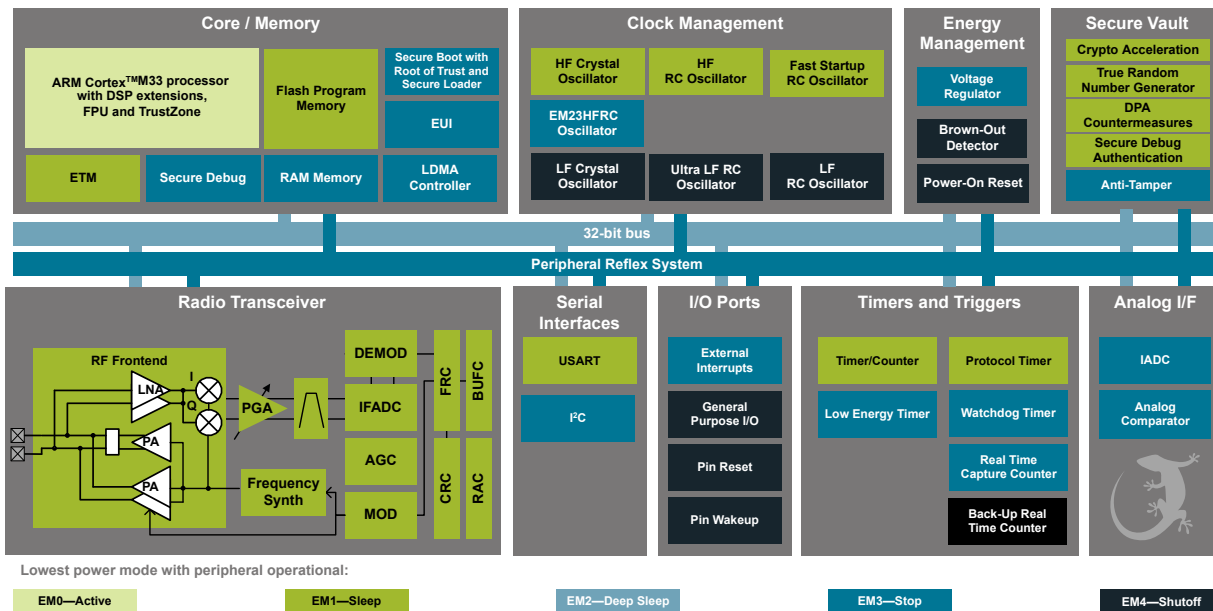 Core / Memory
ARM Cortex™M33 processor
with DSP extensions,
FPU and TrustZone
Flash Program
Memory
Secure Boot with
Root of Trust and
Secure Loader
EUI
ETM
Secure Debug
RAM Memory
LDMA
Controller
Clock Management
HF Crystal
Oscillator
HF
RC Oscillator
Fast Startup
RC Oscillator
EM23HFRC
Oscillator
LF Crystal
Oscillator
Ultra LF RC
Oscillator
LF
RC Oscillator
Energy
Management
Voltage
Regulator
Brown-Out
Detector
Power-On Reset
Secure Vault
Crypto Acceleration
True Random
Number Generator
DPA
Countermeasures
Secure Debug
Authentication
Anti-Tamper
32-bit bus
Peripheral Reflex System
Radio Transceiver
RF Frontend
LNA
I
Q
PA
PA
PGA
Frequency
Synth
DEMOD
IFADC
AGC
MOD
FRC
BUFC
CRC
RAC
Serial
Interfaces
USART
I²C
I/O Ports
External
Interrupts
General
Purpose I/O
Pin Reset
Pin Wakeup
Timers and Triggers
Timer/Counter
Protocol Timer
Low Energy Timer
Watchdog Timer
Real Time
Capture Counter
Back-Up Real
Time Counter
Analog I/F
IADC
Analog
Comparator
Lowest power mode with peripheral operational:
EM0—Active
EM1—Sleep
EM2—Deep Sleep
EM3—Stop
EM4—Shutoff